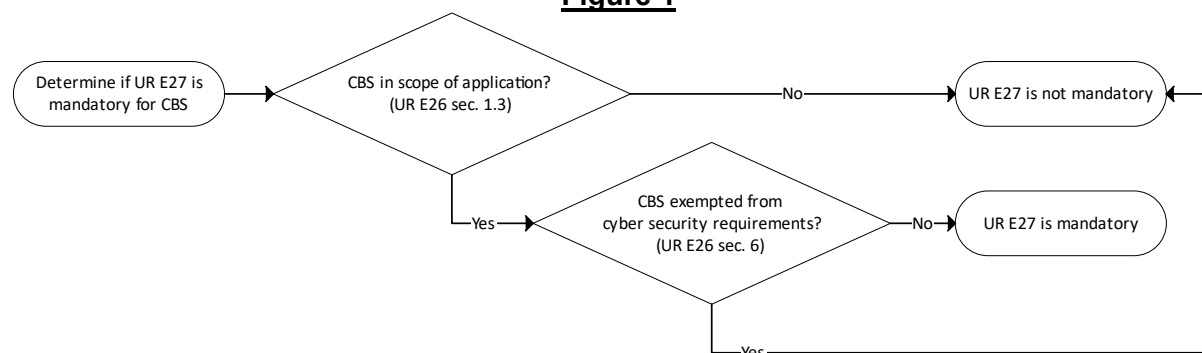 Figure 1
Determine if UR E27 is
mandatory for CBS
CBS in scope of application?
(UR E26 sec. 1.3)
No
UR E27 is not mandatory
Yes
CBS exempted from
cyber security requirements?
(UR E26 sec. 6)
No
UR E27 is mandatory
Yes